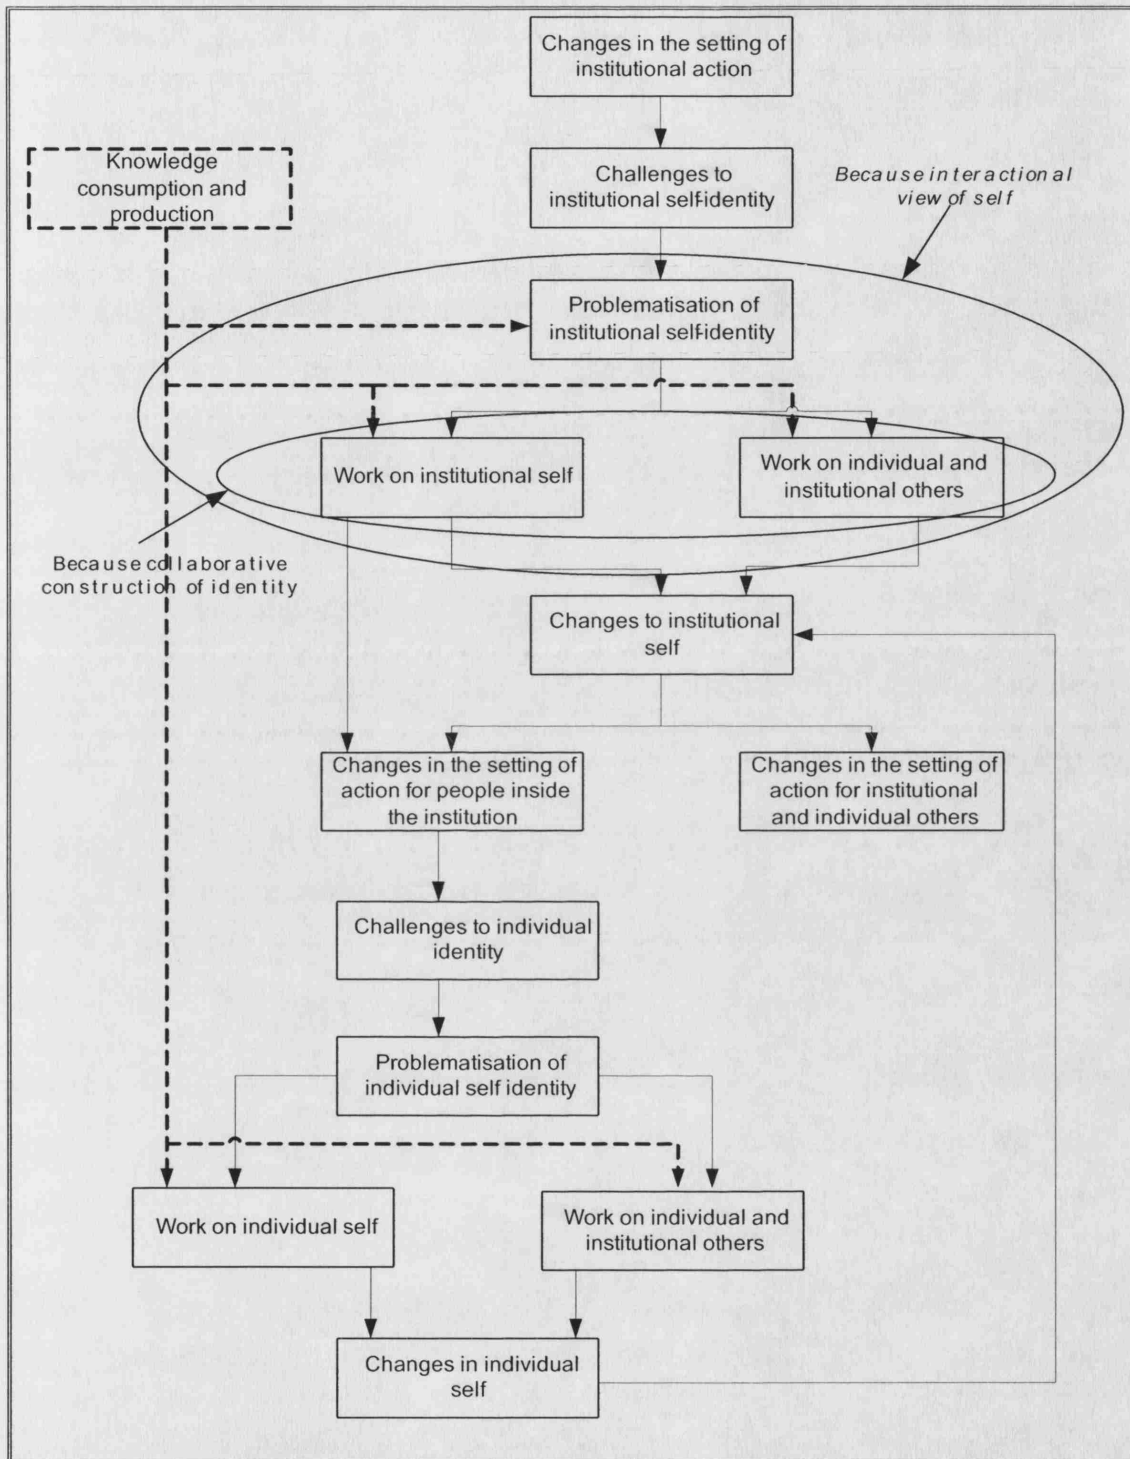 Changes in the setting of
institutional action
Knowledge
consumption and
production
Challenges to
institutional self-identity
Because interactional
view of self
Problematisation of
institutional self-identity
Work on institutional self
Work on individual and
institutional others
Because collaborative
construction of identity
Changes to institutional
self
Changes in the setting of
action for people inside
the institution
Changes in the setting of
action for institutional
and individual others
Challenges to individual
identity
Problematisation of
individual self identity
Work on individual self
Work on individual and
institutional others
Changes in individual
self